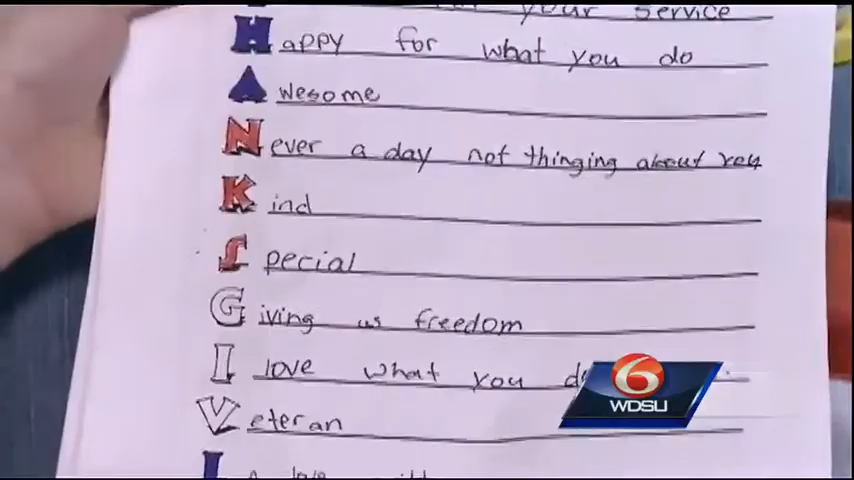 your service
Happy for what you do
Awesome
Never a day not thinging about you
Kind
Special
Giving us freedom
I love what you d
6
WDSU
Veteran